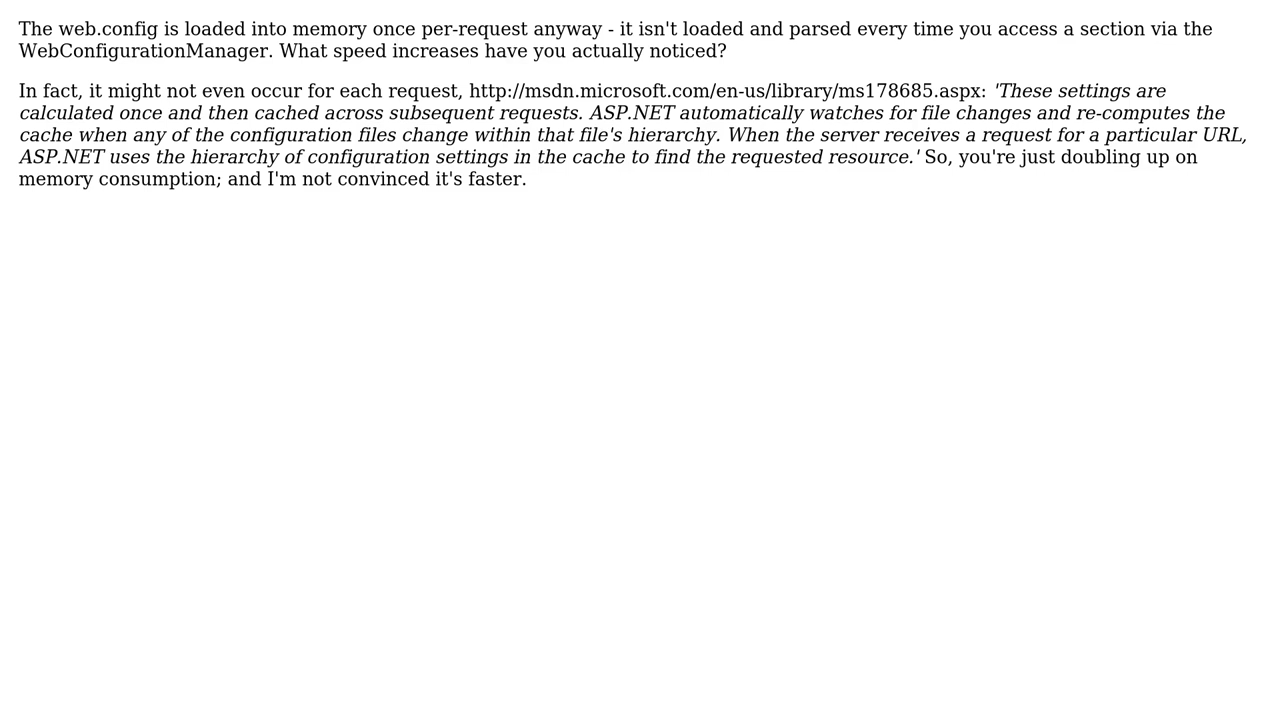 The web.config is loaded into memory once per-request anyway - it isn't loaded and parsed every time you access a section via the
WebConfigurationManager. What speed increases have you actually noticed?
In fact, it might not even occur for each request, http://msdn.microsoft.com/en-us/library/ms178685.aspx: 'These settings are
calculated once and then cached across subsequent requests. ASP.NET automatically watches for file changes and re-computes the
cache when any of the configuration files change within that file's hierarchy. When the server receives a request for a particular URL,
ASP.NET uses the hierarchy of configuration settings in the cache to find the requested resource.' So, you're just doubling up on
memory consumption; and I'm not convinced it's faster.